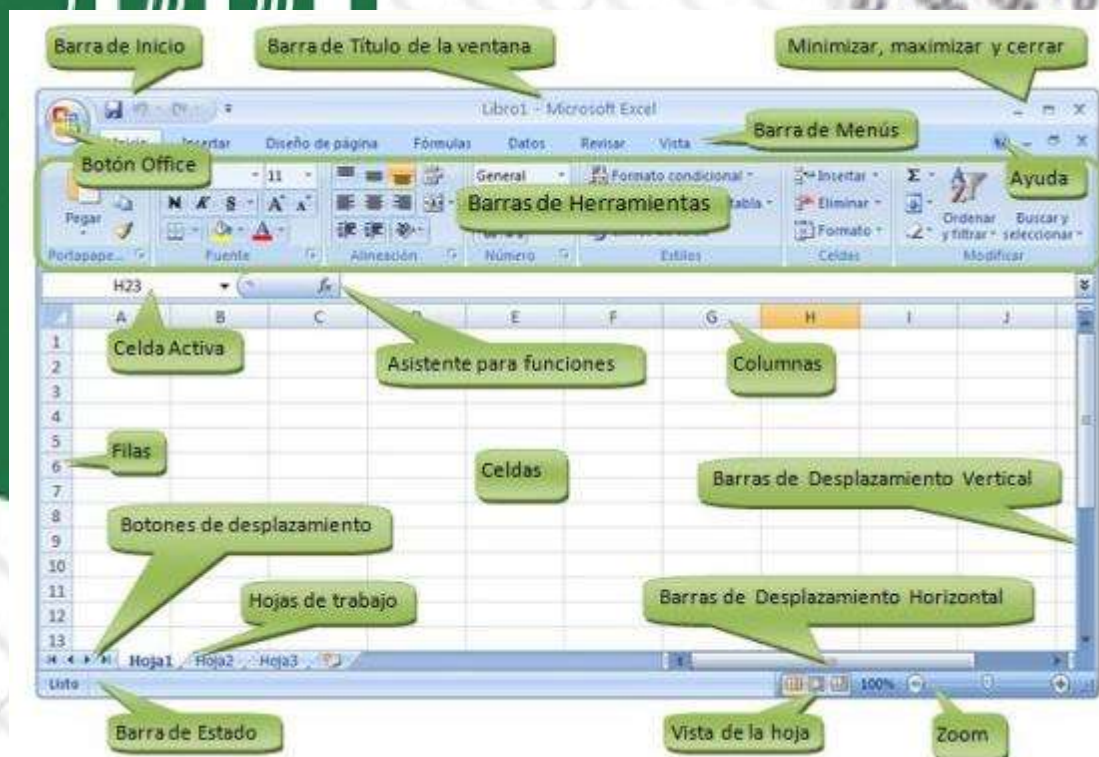 Barra de Inicio
Barra de Título de la ventana
Minimizar, maximizar y cerrar
Libro1 - Microsoft Excel
Inicio Insertar Diseño de página Fórmulas Datos Revisar Vista
Barra de Menús
Botón Office
Ayuda
Pegar
11
N K S
General
Formato condicional
tabla
Barras de Herramientas
Insertar
Eliminar
Formato
Ordenar y filtrar
Buscar y seleccionar
Portapape... Fuente Alineación Número Estilos Celdas Modificar
H23
fx
A B C E F G H I J
1
2
3
4
5
6
7
8
9
10
11
12
13
Celda Activa
Asistente para funciones
Columnas
Filas
Celdas
Barras de Desplazamiento Vertical
Botones de desplazamiento
Hojas de trabajo
Barras de Desplazamiento Horizontal
Hoja1 Hoja2 Hoja3
Listo
100%
Barra de Estado
Vista de la hoja
Zoom